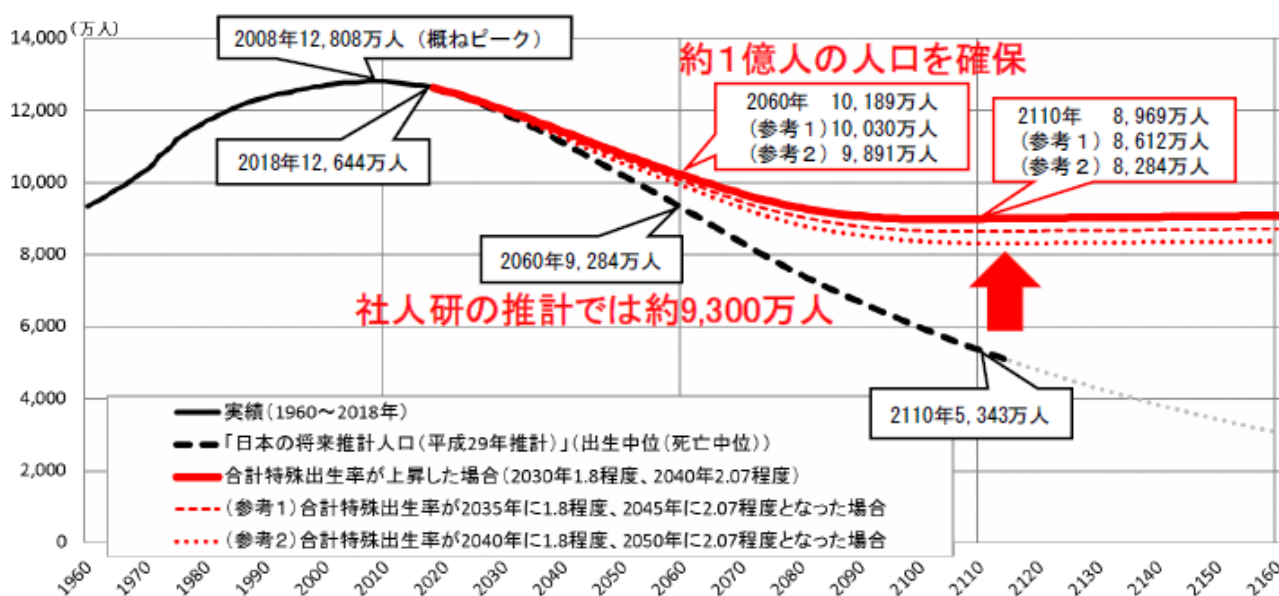 (万人)
14,000
12,000
10,000
8,000
6,000
4,000
2,000
0
2008年12,808万人（概ねピーク）
2018年12,644万人
約1億人の人口を確保
2060年 10,189万人
(参考1)10,030万人
(参考2) 9,891万人
2110年 8,969万人
(参考1)8,612万人
(参考2)8,284万人
2060年9,284万人
社人研の推計では約9,300万人
2110年5,343万人
実績(1960～2018年)
「日本の将来推計人口(平成29年推計)」(出生中位(死亡中位))
合計特殊出生率が上昇した場合(2030年1.8程度、2040年2.07程度)
(参考1)合計特殊出生率が2035年に1.8程度、2045年に2.07程度となった場合
(参考2)合計特殊出生率が2040年に1.8程度、2050年に2.07程度となった場合
1960
1970
1980
1990
2000
2010
2020
2030
2040
2050
2060
2070
2080
2090
2100
2110
2120
2130
2140
2150
2160